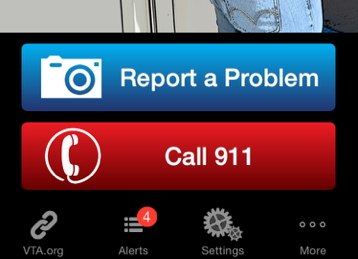 Report a Problem
Call 911
4
VTA.org
Alerts
Settings
More